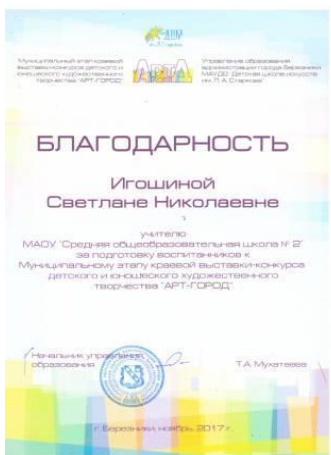 Муниципальный этап краевой
выставки-конкурса детского и
юношеского художественного
творчества "АРТ-ГОРОД"
АРТА
Управление образования
администрации города Березники
МАУДО "Детская школа искусств
им. Л. А. Старкова"
БЛАГОДАРНОСТЬ
Игошиной
Светлане Николаевне
учителю
МАОУ "Средняя общеобразовательная школа № 2"
за подготовку воспитанников к
Муниципальному этапу краевой выставки-конкурса
детского и юношеского художественного
творчества "АРТ-ГОРОД"
Начальник управления
образования
Т.А. Мухатаева
г. Березники, ноябрь, 2017 г.